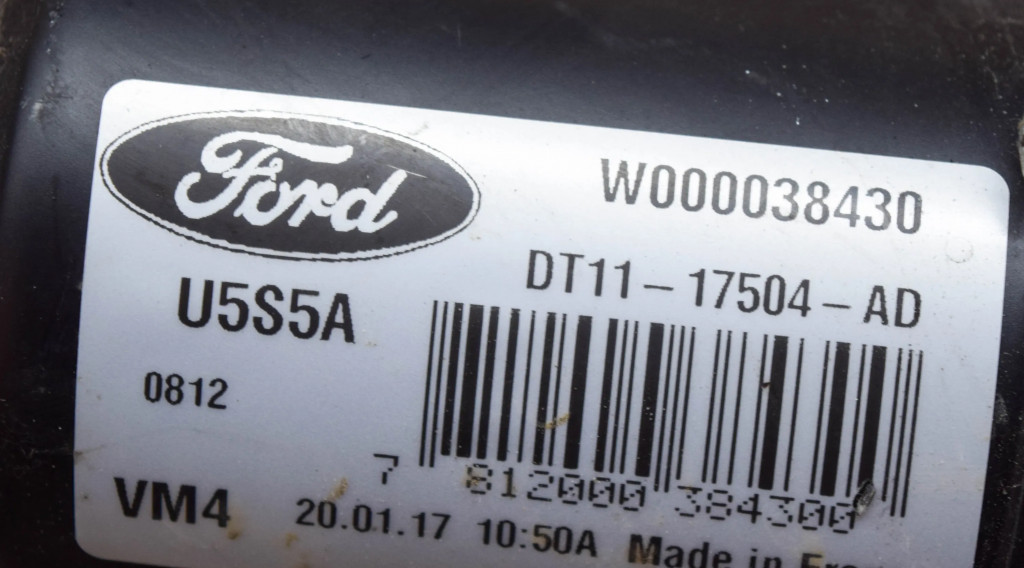 Ford
W000038430
DT11-17504-AD
U5S5A
0812
7 812000 384300
VM4
20.01.17 10:50A Made in